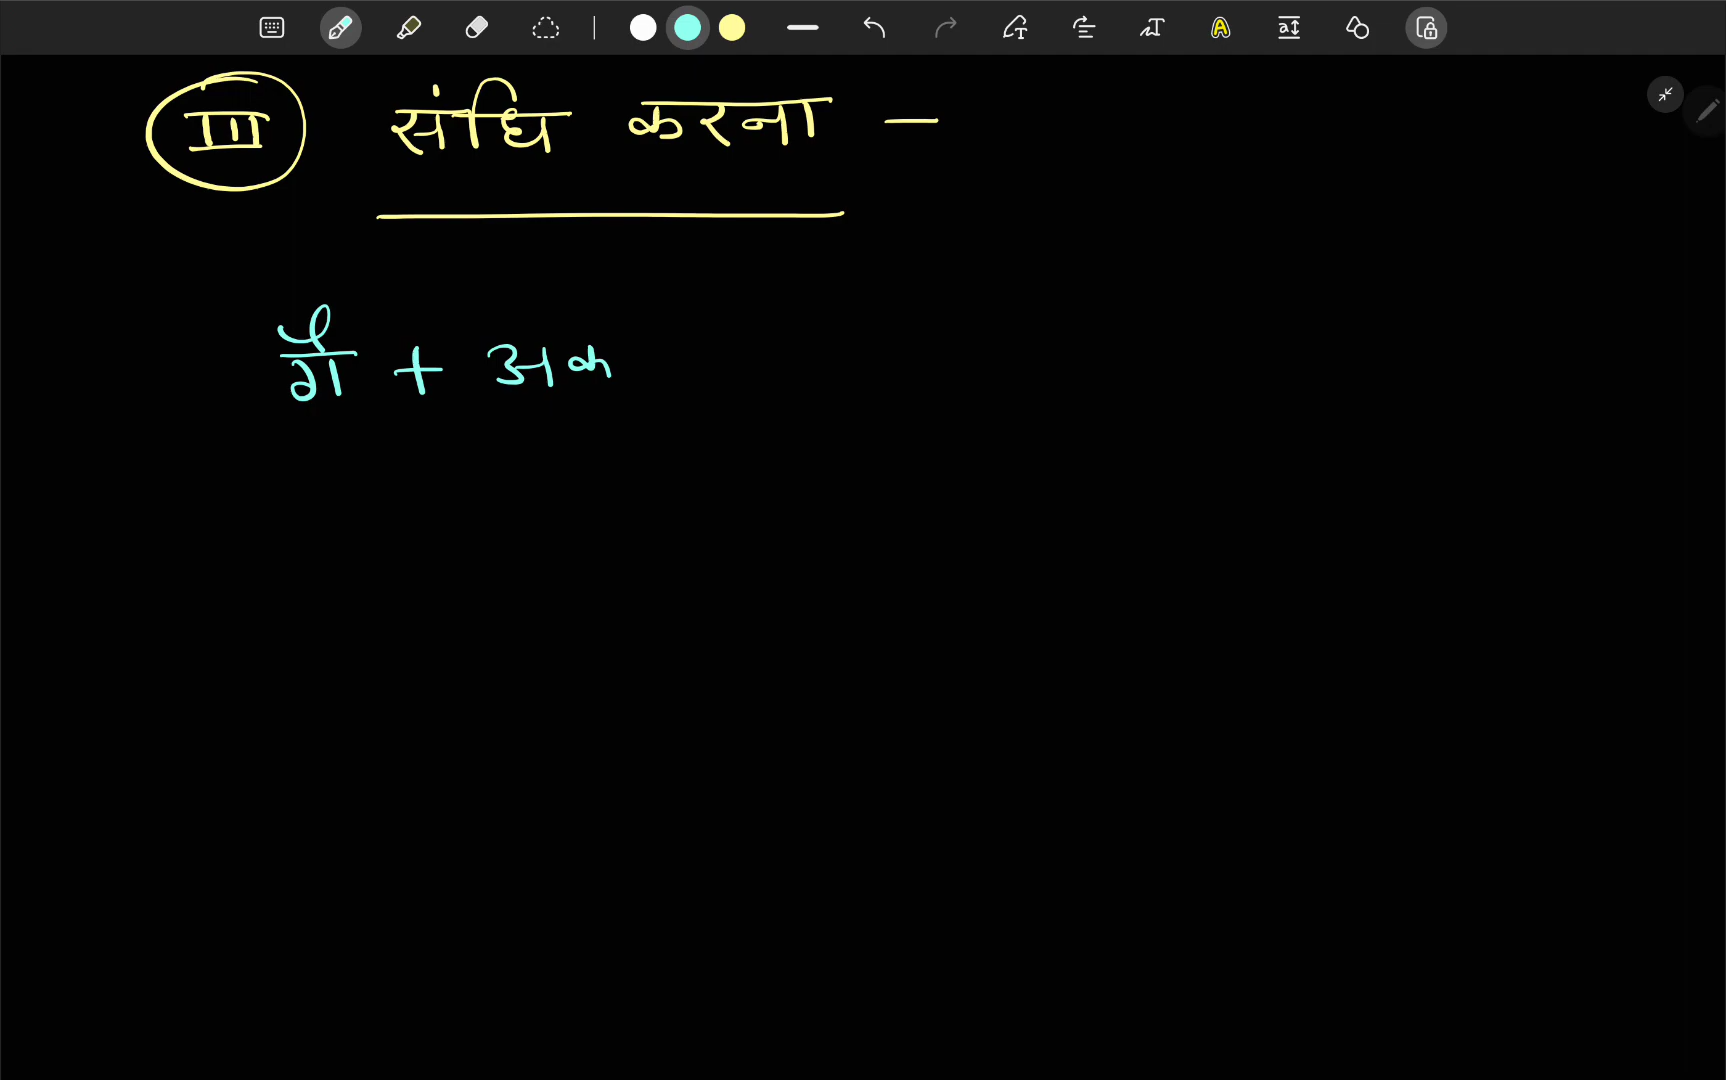 III संधि करना -
गै + अक